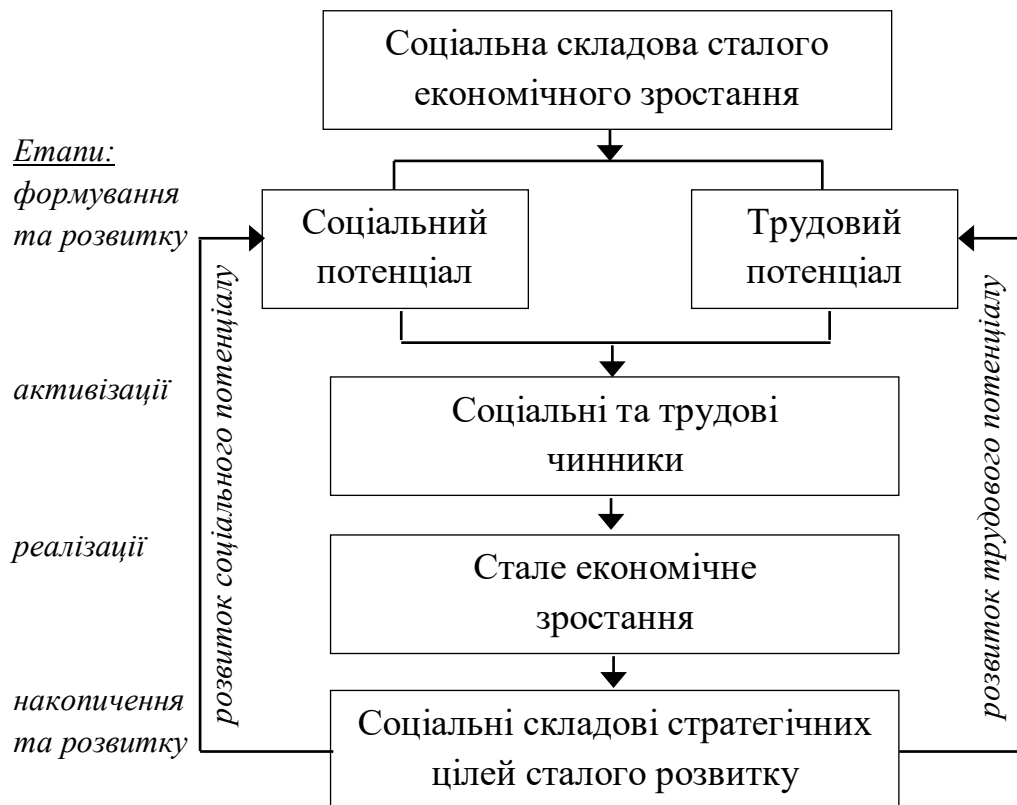 Соціальна складова сталого
економічного зростання
Етапи:
формування
та розвитку
Соціальний
потенціал
Трудовий
потенціал
розвиток соціального потенціалу
розвиток трудового потенціалу
активізації
Соціальні та трудові
чинники
реалізації
Стале економічне
зростання
накопичення
та розвитку
Соціальні складові стратегічних
цілей сталого розвитку